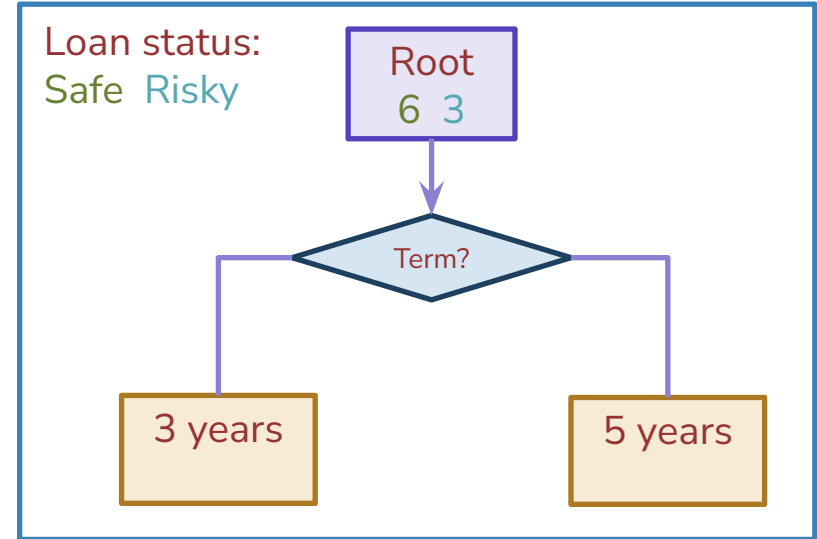 Loan status:
Safe Risky
Root
6 3
Term?
3 years
5 years